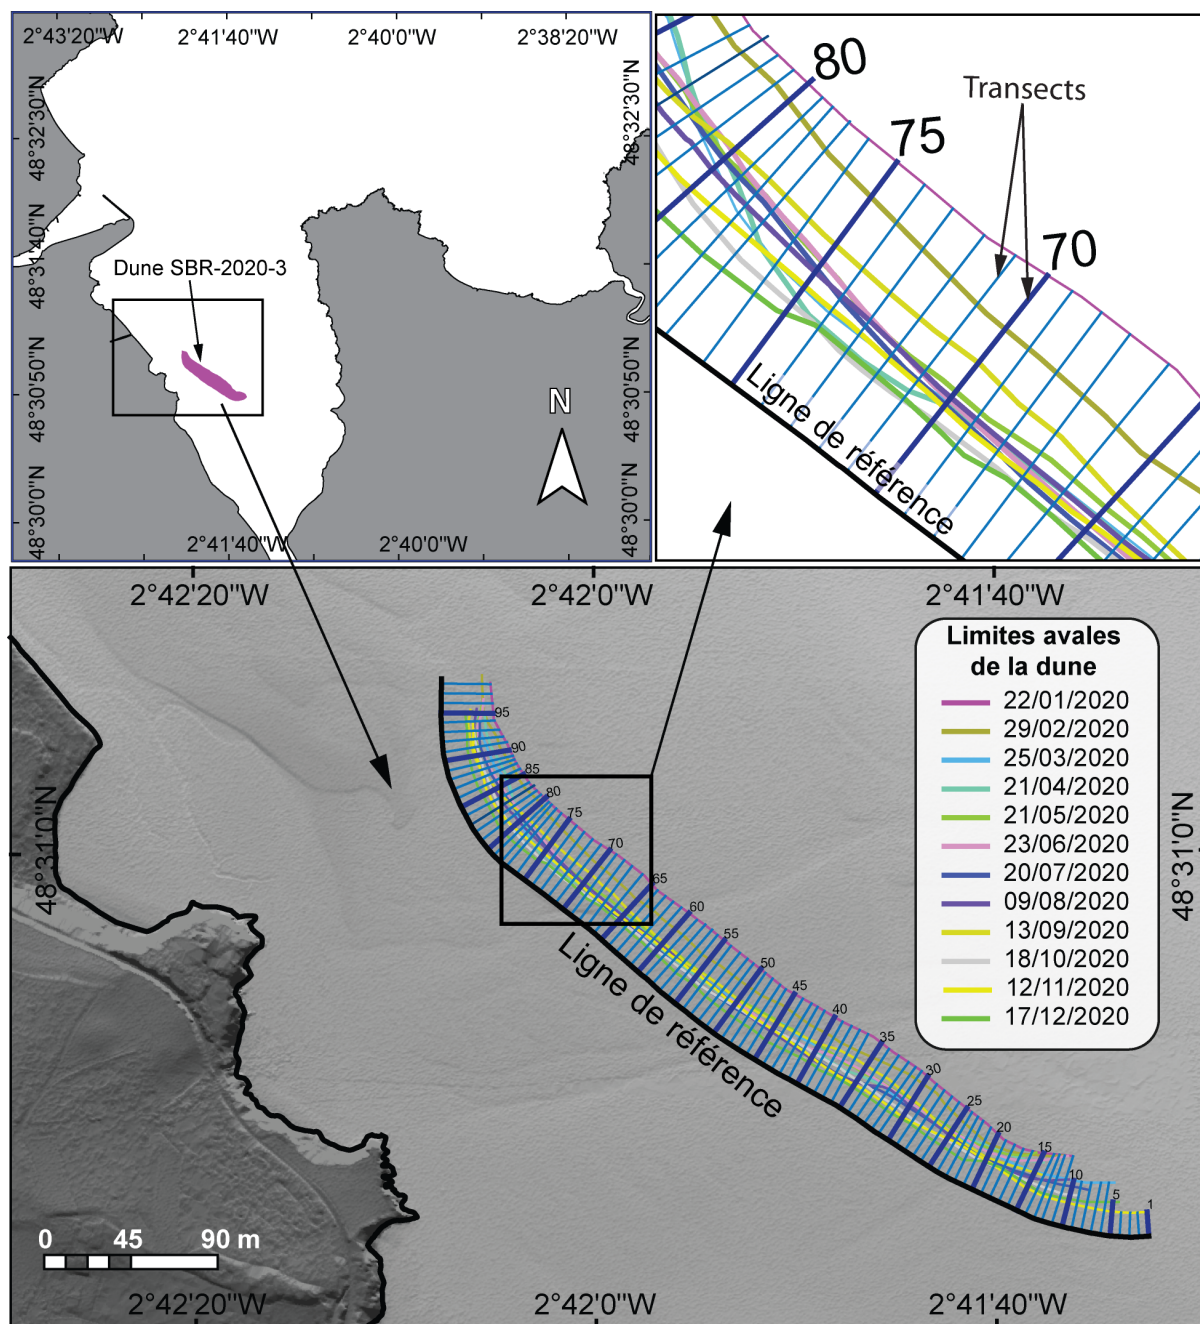 2°43'20"W 2°41'40"W 2°40'0"W 2°38'20"W
48°32'30"N
48°31'40"N
48°30'50"N
48°30'0"N
48°32'30"N
48°30'50"N
48°30'0"N
Dune SBR-2020-3
N
2°41'40"W 2°40'0"W
80
75
70
Transects
Ligne de référence
2°42'20"W 2°42'0"W 2°41'40"W
48°31'0"N
48°31'0"N
Limites avales
de la dune
22/01/2020
29/02/2020
25/03/2020
21/04/2020
21/05/2020
23/06/2020
20/07/2020
09/08/2020
13/09/2020
18/10/2020
12/11/2020
17/12/2020
95
90
85
80
75
70
65
60
55
50
45
40
35
30
25
20
15
10
5
1
Ligne de référence
0 45 90 m
2°42'20"W 2°42'0"W 2°41'40"W